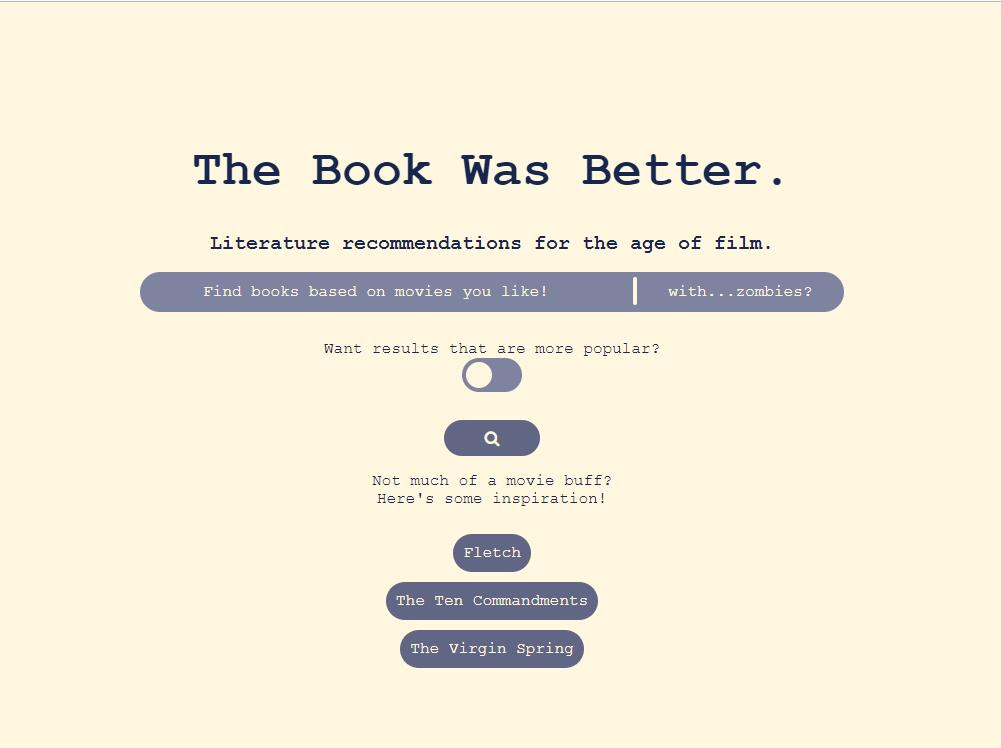 The Book Was Better.
Literature recommendations for the age of film.
Find books based on movies you like! with...zombies?
Want results that are more popular?
Not much of a movie buff?
Here's some inspiration!
Fletch
The Ten Commandments
The Virgin Spring